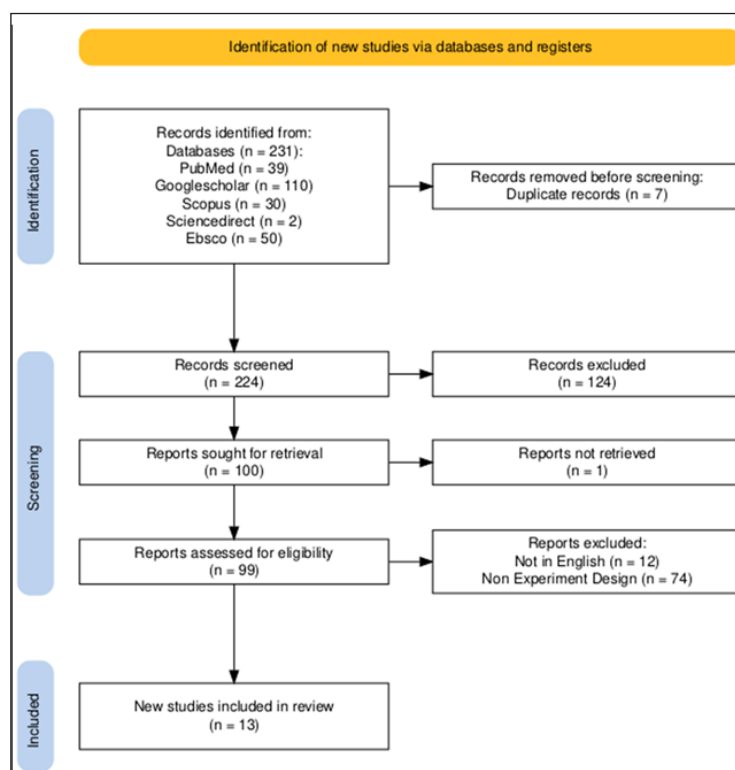 Identification of new studies via databases and registers
Identification
Records identified from:
Databases (n = 231):
PubMed (n = 39)
Googlescholar (n = 110)
Scopus (n = 30)
Sciencedirect (n = 2)
Ebsco (n = 50)
Records removed before screening:
Duplicate records (n = 7)
Screening
Records screened
(n = 224)
Records excluded
(n = 124)
Reports sought for retrieval
(n = 100)
Reports not retrieved
(n = 1)
Reports assessed for eligibility
(n = 99)
Reports excluded:
Not in English (n = 12)
Non Experiment Design (n = 74)
Included
New studies included in review
(n = 13)